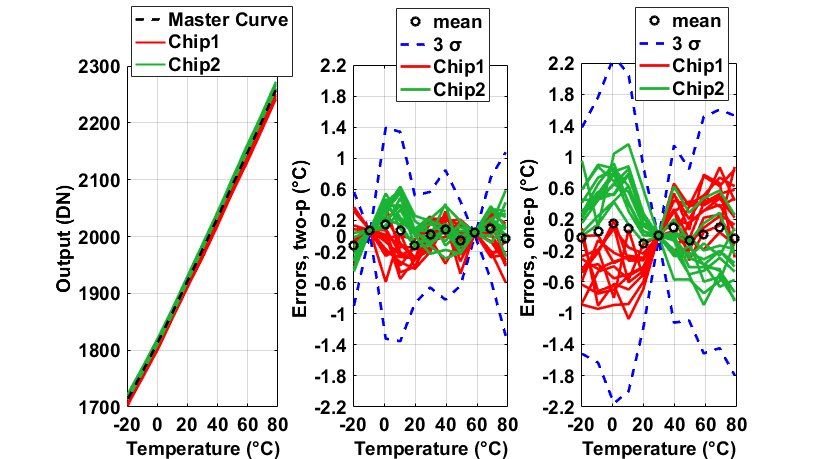 Master Curve
Chip1
Chip2
2300
2200
2100
2000
1900
1800
1700
-20 0 20 40 60 80
Output (DN)
Temperature (°C)
mean
3 σ
Chip1
Chip2
2.2
1.8
1.4
1
0.6
0.2
0
-0.2
-0.6
-1
-1.4
-1.8
-2.2
-20 0 20 40 60 80
Errors, two-p (°C)
Temperature (°C)
mean
3 σ
Chip1
Chip2
2.2
1.8
1.4
1
0.6
0.2
0
-0.2
-0.6
-1
-1.4
-1.8
-2.2
-20 0 20 40 60 80
Errors, one-p (°C)
Temperature (°C)